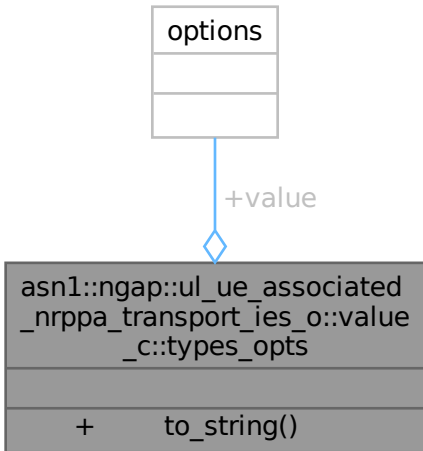 options
+value
asn1::ngap::ul_ue_associated
_nrppa_transport_ies_o::value
_c::types_opts
+ to_string()